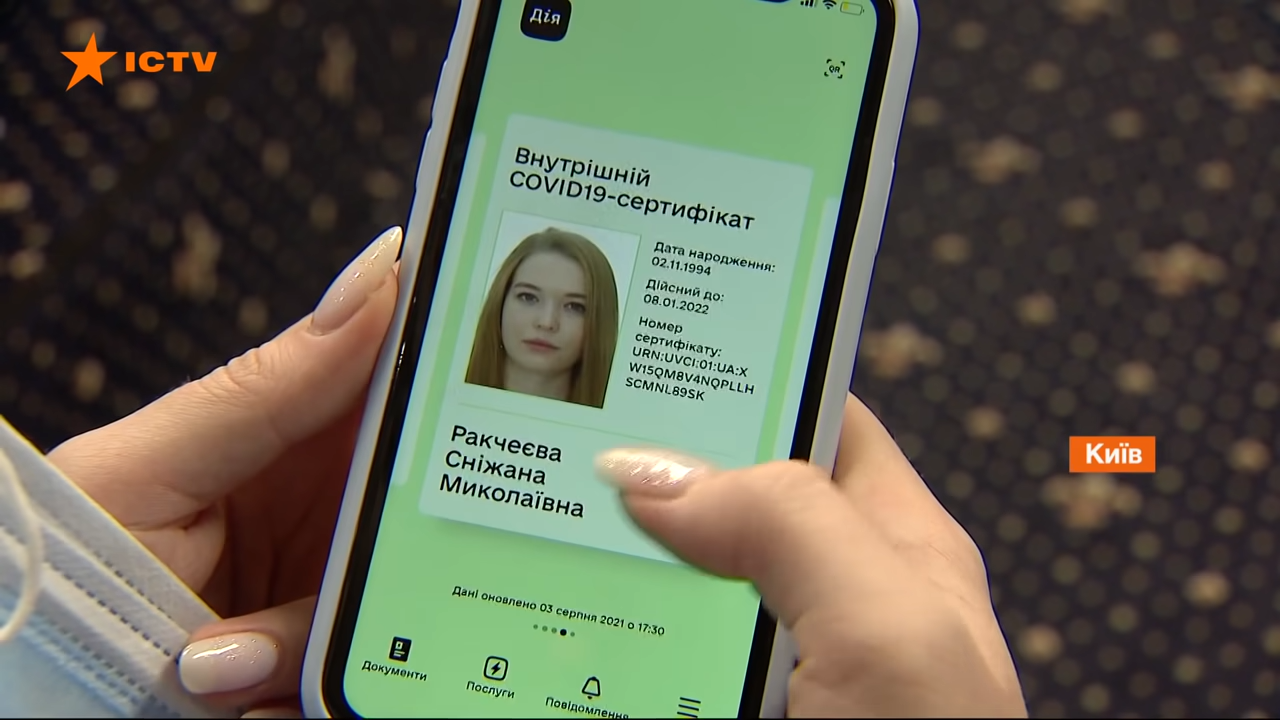 ICTV
Дія
QR
Внутрішній
COVID19-сертифікат
Дата народження:
02.11.1994
Дійсний до:
08.01.2022
Номер
сертифікату:
URN:UVCI:01:UA:X
W15QM8V4NQPLLH
SCMNL89SK
Ракчеєва
Сніжана
Миколаївна
Київ
Дані оновлено 03 серпня 2021 о 17:30
Документи
Послуги
Повідомлення